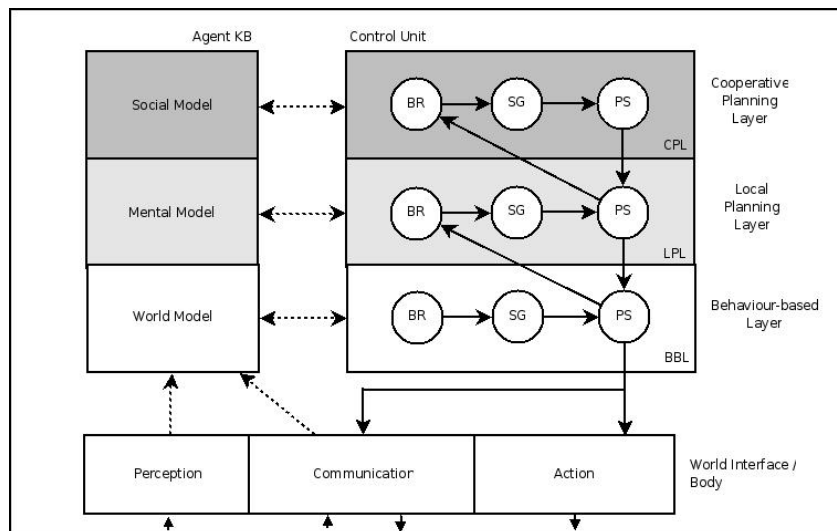 Agent KB
Control Unit
Social Model
BR
SG
PS
CPL
Cooperative
Planning
Layer
Mental Model
BR
SG
PS
LPL
Local
Planning
Layer
World Model
BR
SG
PS
BBL
Behaviour-based
Layer
Perception
Communication
Action
World Interface /
Body